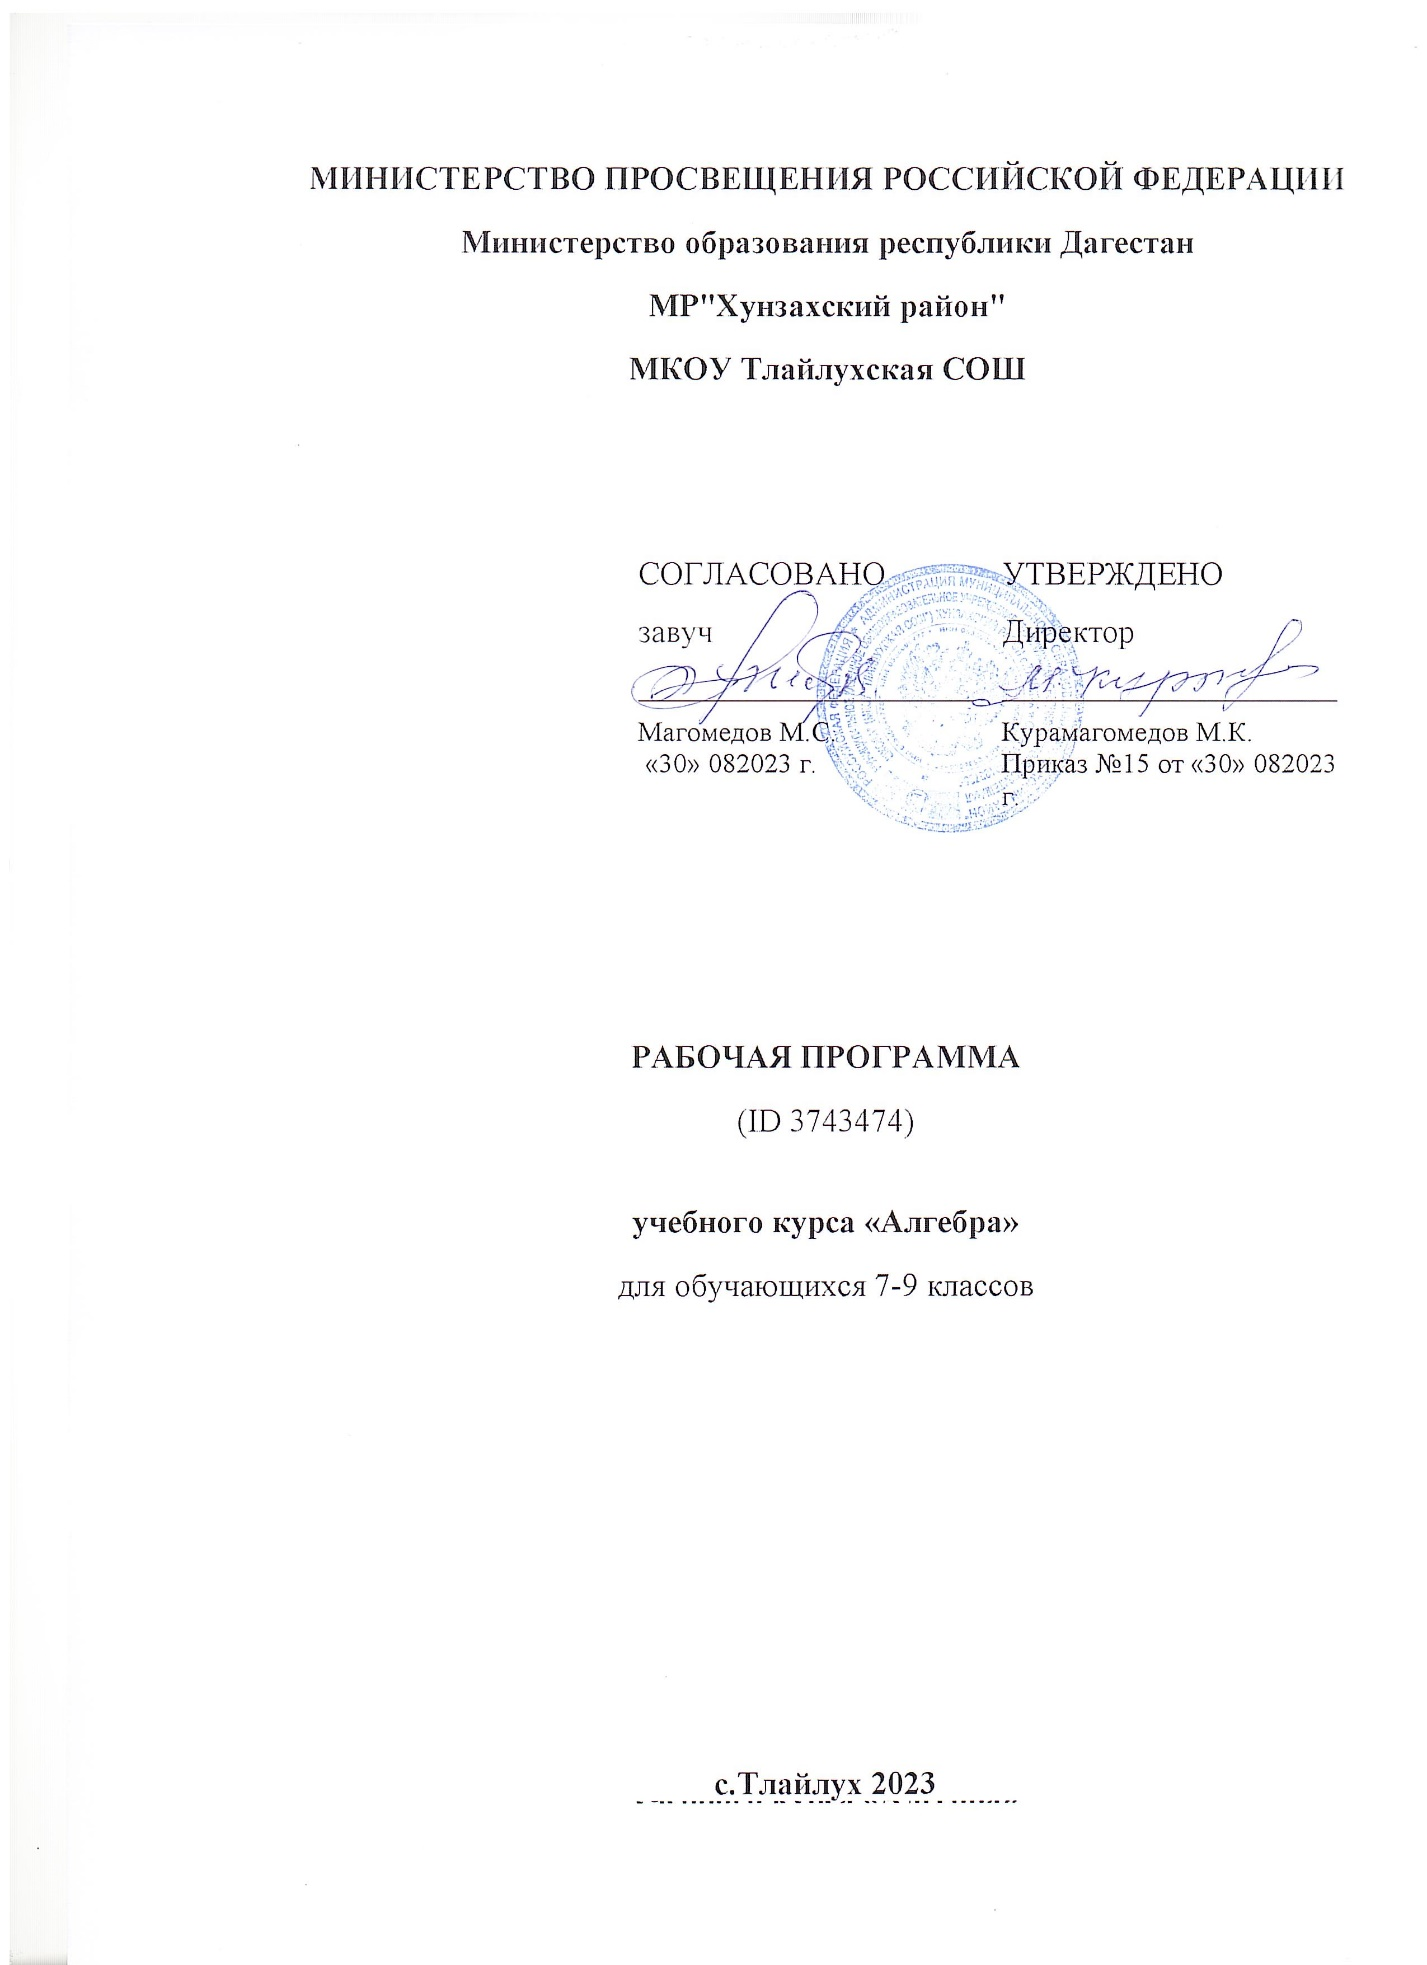 МИНИСТЕРСТВО ПРОСВЕЩЕНИЯ РОССИЙСКОЙ ФЕДЕРАЦИИ
Министерство образования республики Дагестан
МР"Хунзахский район"
МКОУ Тлайлухская СОШ
СОГЛАСОВАНО
завуч
Магомедов М.С.
«30» 082023 г.
УТВЕРЖДЕНО
Директор
Курамагомедов М.К.
Приказ №15 от «30» 082023
г.
РАБОЧАЯ ПРОГРАММА
(ID 3743474)
учебного курса «Алгебра»
для обучающихся 7-9 классов
с.Тлайлух 2023